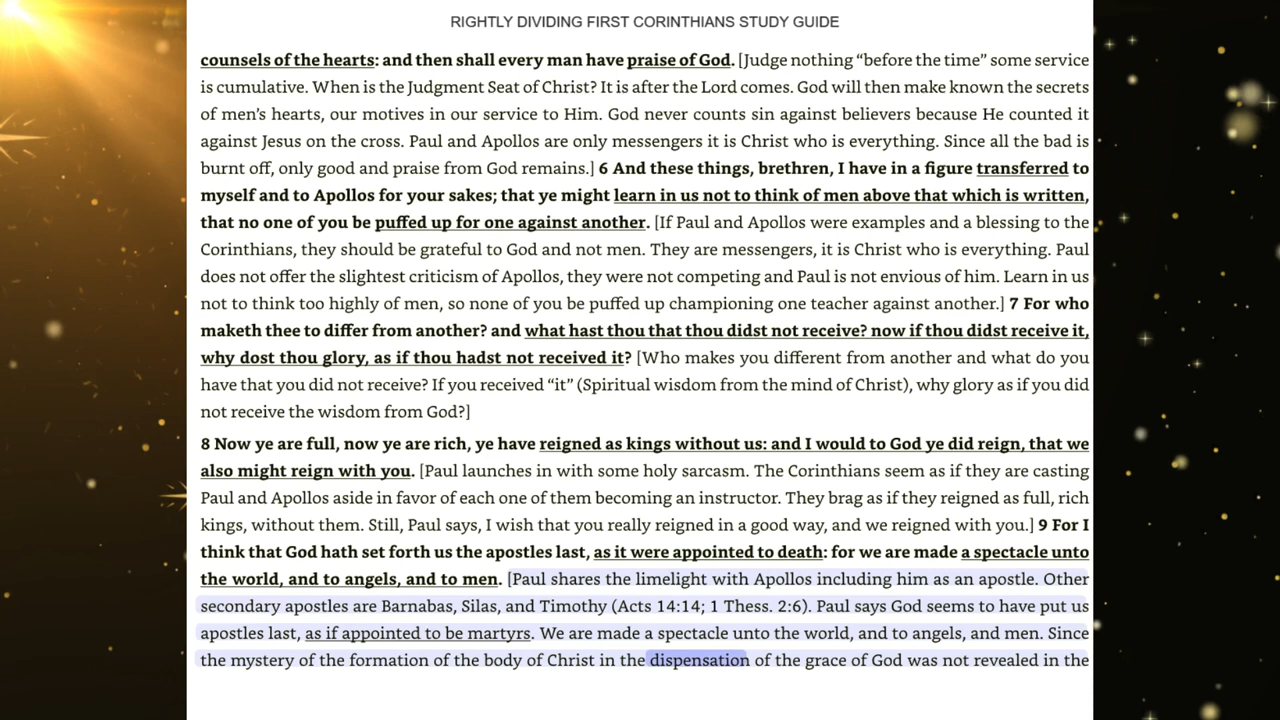 RIGHTLY DIVIDING FIRST CORINTHIANS STUDY GUIDE
counsels of the hearts: and then shall every man have praise of God. [Judge nothing “before the time” some service
is cumulative. When is the Judgment Seat of Christ? It is after the Lord comes. God will then make known the secrets
of men’s hearts, our motives in our service to Him. God never counts sin against believers because He counted it
against Jesus on the cross. Paul and Apollos are only messengers it is Christ who is everything. Since all the bad is
burnt off, only good and praise from God remains.] 6 And these things, brethren, I have in a figure transferred to
myself and to Apollos for your sakes; that ye might learn in us not to think of men above that which is written,
that no one of you be puffed up for one against another. [If Paul and Apollos were examples and a blessing to the
Corinthians, they should be grateful to God and not men. They are messengers, it is Christ who is everything. Paul
does not offer the slightest criticism of Apollos, they were not competing and Paul is not envious of him. Learn in us
not to think too highly of men, so none of you be puffed up championing one teacher against another.] 7 For who
maketh thee to differ from another? and what hast thou that thou didst not receive? now if thou didst receive it,
why dost thou glory, as if thou hadst not received it? [Who makes you different from another and what do you
have that you did not receive? If you received “it” (Spiritual wisdom from the mind of Christ), why glory as if you did
not receive the wisdom from God?]
8 Now ye are full, now ye are rich, ye have reigned as kings without us: and I would to God ye did reign, that we
also might reign with you. [Paul launches in with some holy sarcasm. The Corinthians seem as if they are casting
Paul and Apollos aside in favor of each one of them becoming an instructor. They brag as if they reigned as full, rich
kings, without them. Still, Paul says, I wish that you really reigned in a good way, and we reigned with you.] 9 For I
think that God hath set forth us the apostles last, as it were appointed to death: for we are made a spectacle unto
the world, and to angels, and to men. [Paul shares the limelight with Apollos including him as an apostle. Other
secondary apostles are Barnabas, Silas, and Timothy (Acts 14:14; 1 Thess. 2:6). Paul says God seems to have put us
apostles last, as if appointed to be martyrs. We are made a spectacle unto the world, and to angels, and men. Since
the mystery of the formation of the body of Christ in the dispensation of the grace of God was not revealed in the